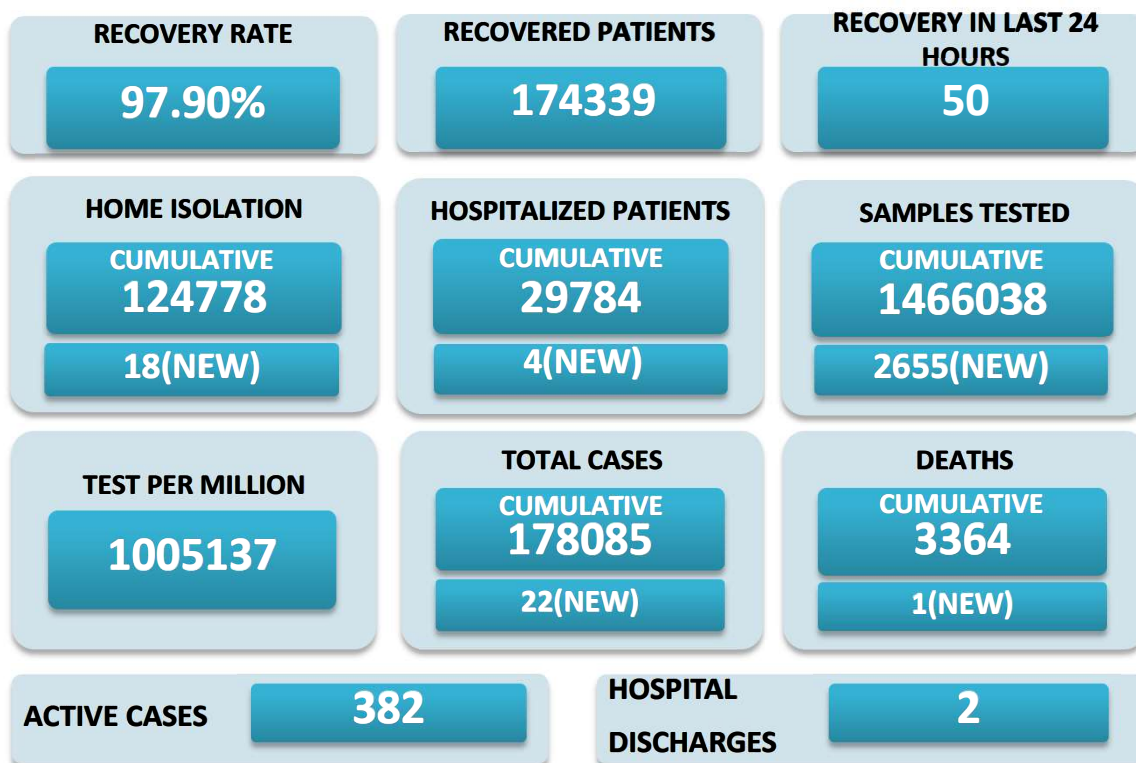 RECOVERY RATE
97.90%
RECOVERED PATIENTS
174339
RECOVERY IN LAST 24
HOURS
50
HOME ISOLATION
CUMULATIVE
124778
18(NEW)
HOSPITALIZED PATIENTS
CUMULATIVE
29784
4(NEW)
SAMPLES TESTED
CUMULATIVE
1466038
2655(NEW)
TEST PER MILLION
1005137
TOTAL CASES
CUMULATIVE
178085
22(NEW)
DEATHS
CUMULATIVE
3364
1(NEW)
ACTIVE CASES
382
HOSPITAL
DISCHARGES
2